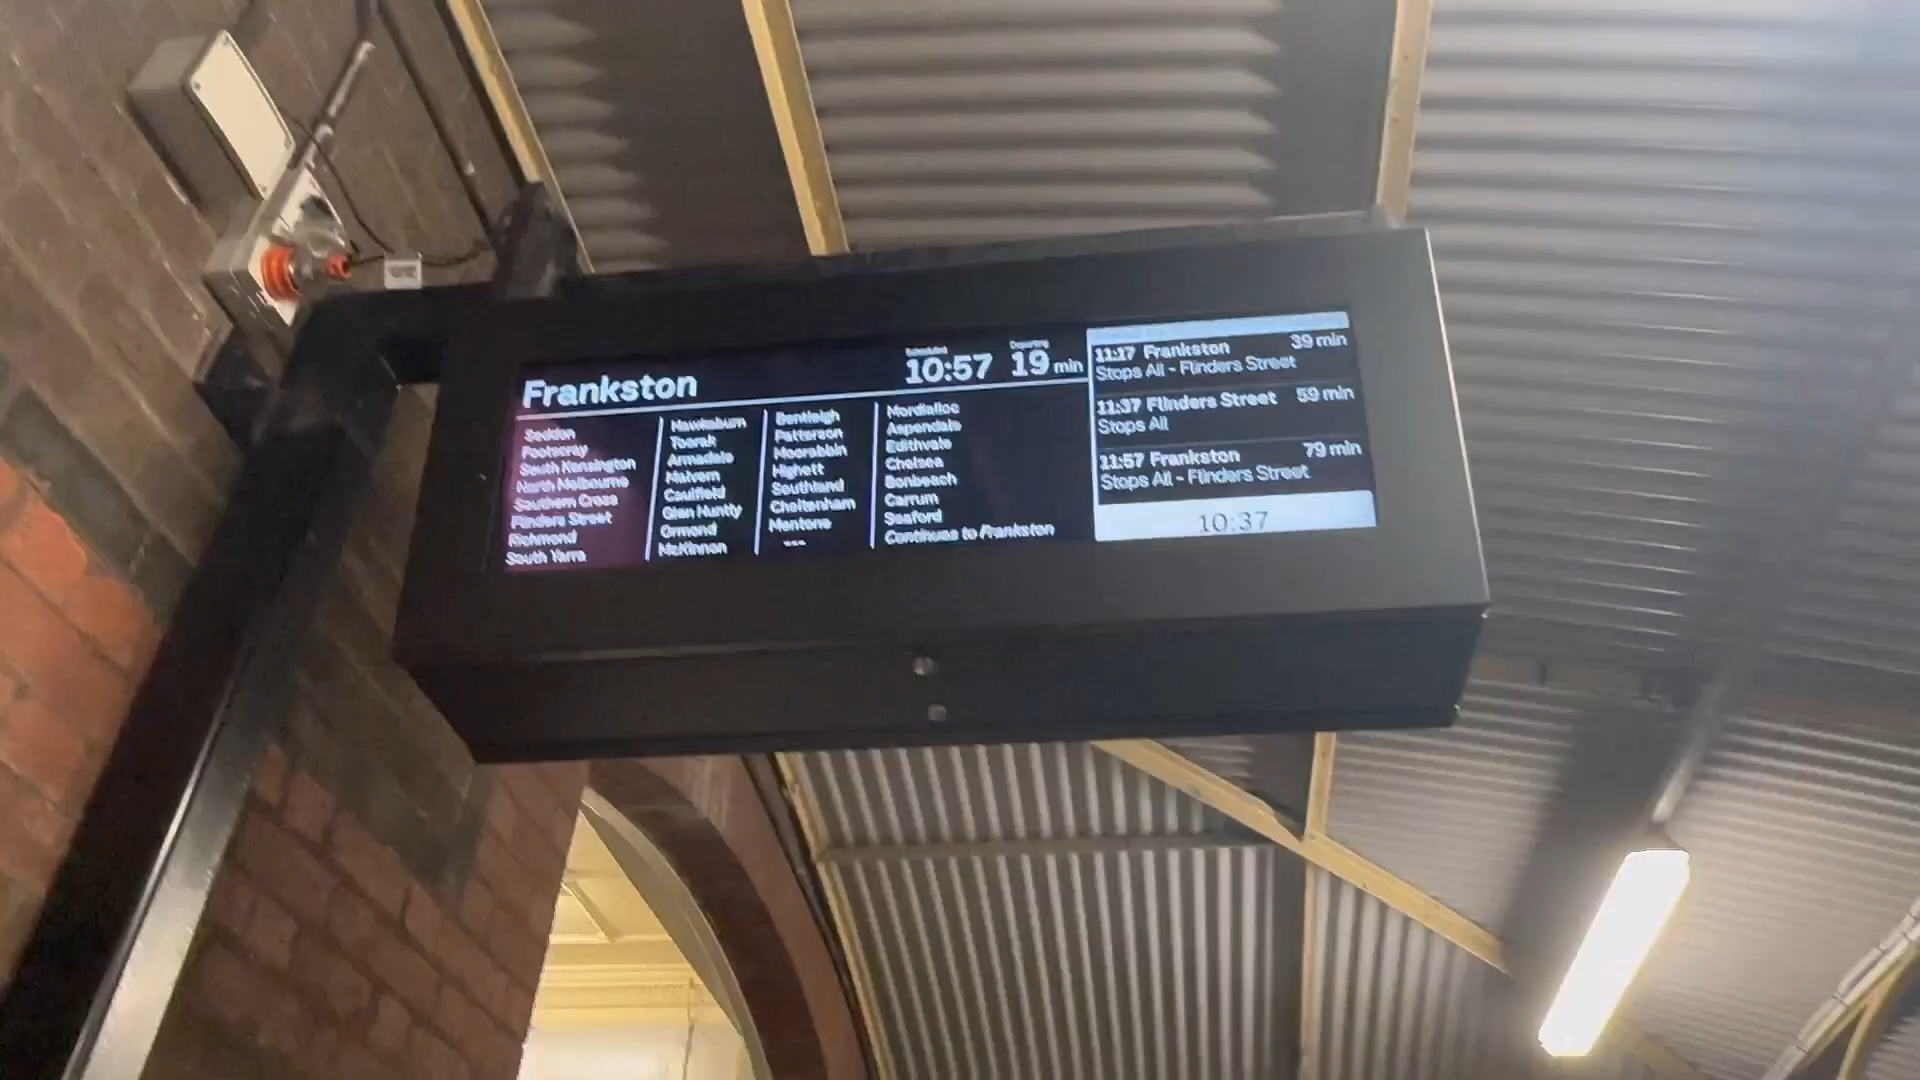 Frankston
Scheduled
10:57
Departing
19 min
Seddon
Footscray
South Kensington
North Melbourne
Southern Cross
Flinders Street
Richmond
South Yarra
Hawksburn
Toorak
Armadale
Malvern
Caulfield
Glen Huntly
Ormond
McKinnon
Bentleigh
Patterson
Moorabbin
Highett
Southland
Cheltenham
Mentone
---
Mordialloc
Aspendale
Edithvale
Chelsea
Bonbeach
Carrum
Seaford
Continues to Frankston
11:17 Frankston 39 min
Stops All - Flinders Street
11:37 Flinders Street 59 min
Stops All
11:57 Frankston 79 min
Stops All - Flinders Street
10:37